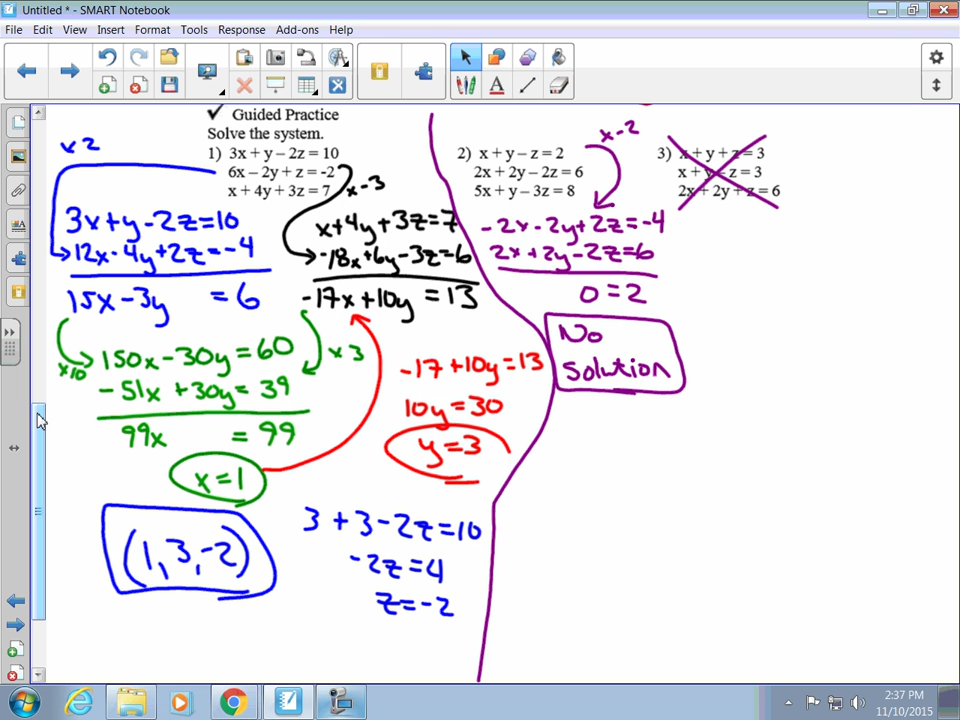 Untitled * - SMART Notebook
File Edit View Insert Format Tools Response Add-ons Help
✓ Guided Practice
Solve the system.
1) 3x + y – 2z = 10
6x – 2y + z = -2
x + 4y + 3z = 7
x 2
x -3
3x+y-2z=10
12x-4y+2z=-4
15x-3y = 6
x+4y+3z=7
-18x+6y-3z=6
-17x+10y=13
x10
150x-30y=60
-51x+30y=39
99x = 99
x=1
x3
-17+10y=13
10y=30
y=3
3+3-2z=10
-2z=4
z=-2
(1,3,-2)
2) x + y – z = 2
2x + 2y – 2z = 6
5x + y – 3z = 8
x-2
-2x-2y+2z=-4
2x+2y-2z=6
0=2
No
solution
3) x + y + z = 3
x + y – z = 3
2x + 2y + z = 6
2:37 PM
11/10/2015